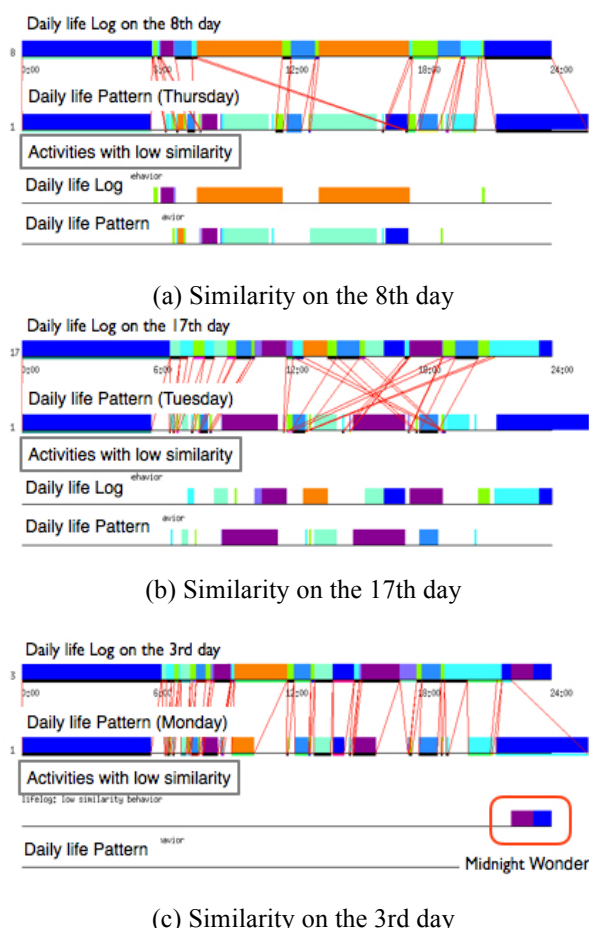 Daily life Log on the 8th day
8
0:00 6:00 12:00 18:00 24:00
Daily life Pattern (Thursday)
1
Activities with low similarity
ehavior
Daily life Log
avior
Daily life Pattern
(a) Similarity on the 8th day
Daily life Log on the 17th day
17
0:00 6:00 12:00 18:00 24:00
Daily life Pattern (Tuesday)
1
Activities with low similarity
ehavior
Daily life Log
avior
Daily life Pattern
(b) Similarity on the 17th day
Daily life Log on the 3rd day
3
0:00 6:00 12:00 18:00 24:00
Daily life Pattern (Monday)
1
Activities with low similarity
lifelog: low similarity behavior
avior
Daily life Pattern
Midnight Wonder
(c) Similarity on the 3rd day